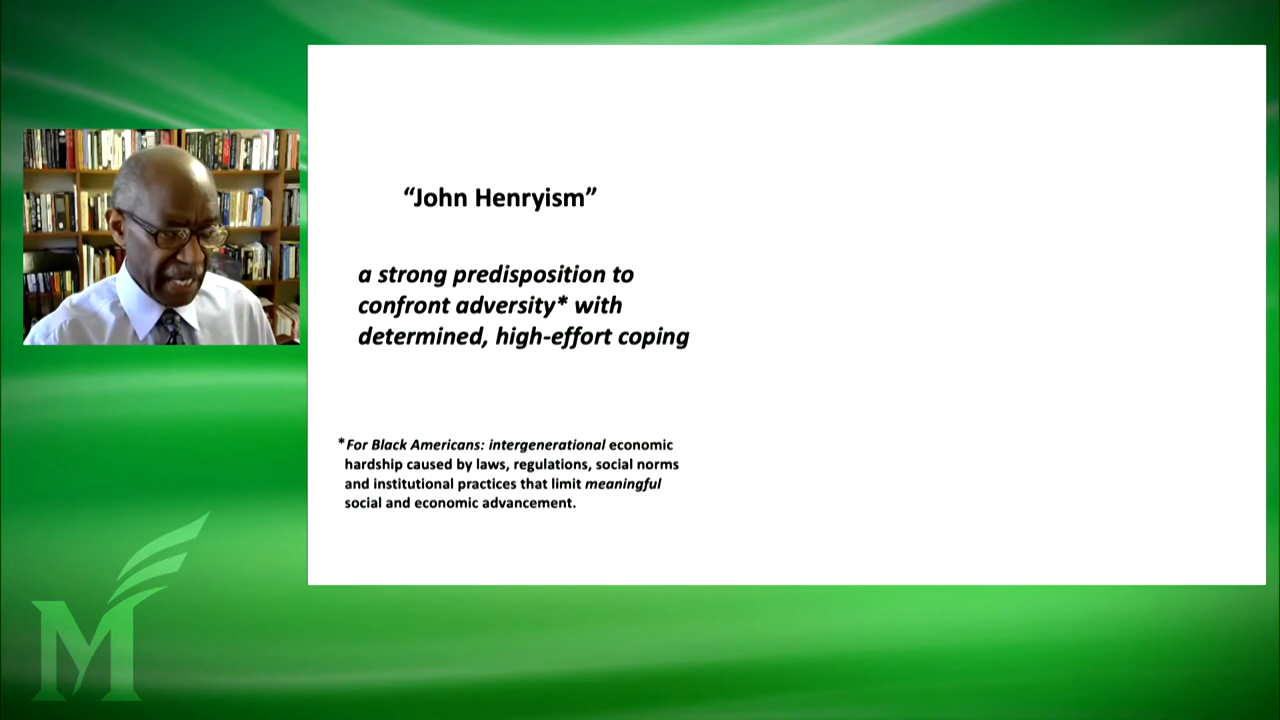 “John Henryism”
a strong predisposition to
confront adversity* with
determined, high-effort coping
*For Black Americans: intergenerational economic
hardship caused by laws, regulations, social norms
and institutional practices that limit meaningful
social and economic advancement.
M